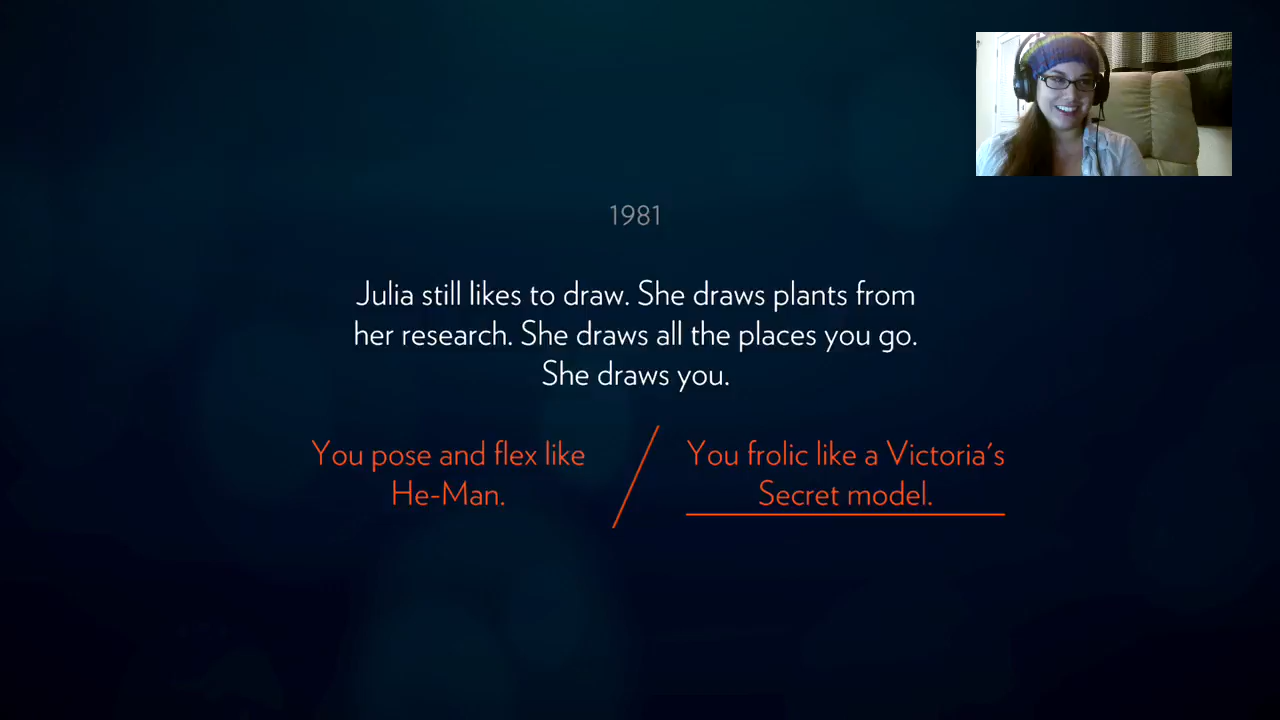 1981
Julia still likes to draw. She draws plants from
her research. She draws all the places you go.
She draws you.
You pose and flex like
He-Man.
You frolic like a Victoria's
Secret model.